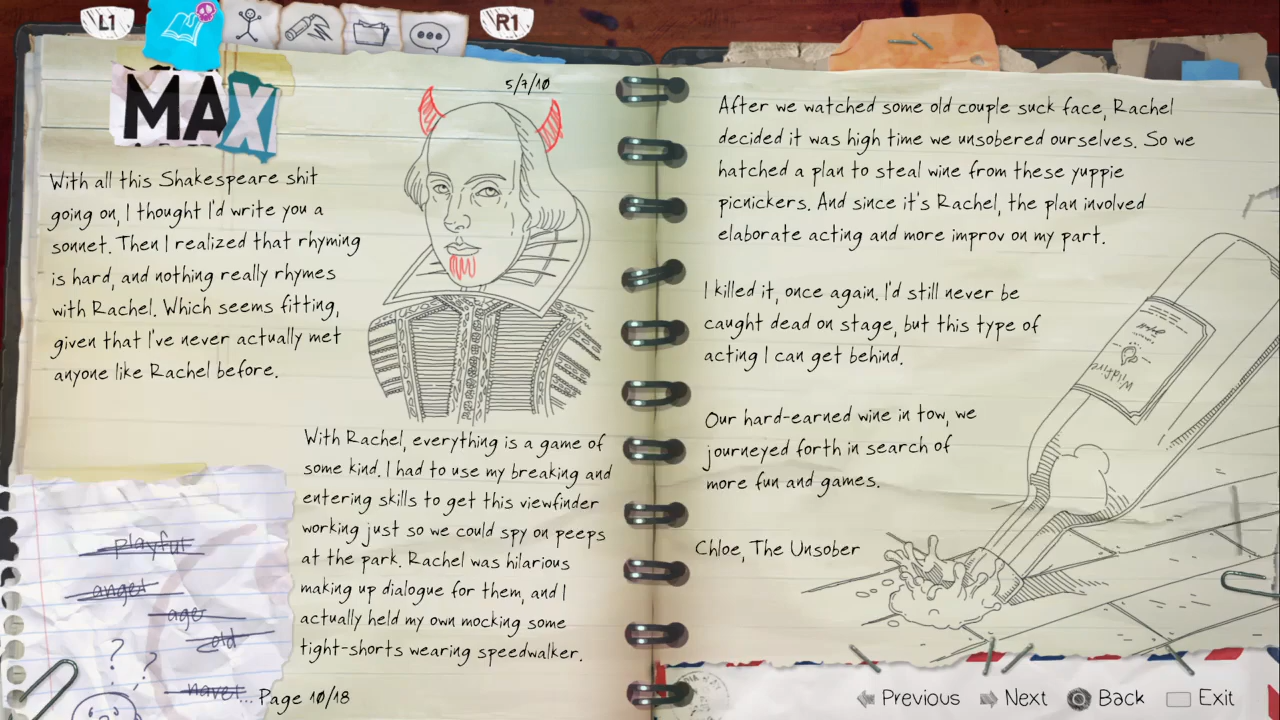 L1
R1
MAX
5/7/10
With all this Shakespeare shit
going on, I thought I'd write you a
sonnet. Then I realized that rhyming
is hard, and nothing really rhymes
with Rachel. Which seems fitting,
given that I've never actually met
anyone like Rachel before.
With Rachel, everything is a game of
some kind. I had to use my breaking and
entering skills to get this viewfinder
working just so we could spy on peeps
at the park. Rachel was hilarious
making up dialogue for them, and I
actually held my own mocking some
tight-shorts wearing speedwalker.
playful
angel
age
old
navel
? ?
Page 10/18
After we watched some old couple suck face, Rachel
decided it was high time we unsobered ourselves. So we
hatched a plan to steal wine from these yuppie
picnickers. And since it's Rachel, the plan involved
elaborate acting and more improv on my part.
I killed it, once again. I'd still never be
caught dead on stage, but this type of
acting I can get behind.
Our hard-earned wine in tow, we
journeyed forth in search of
more fun and games.
Chloe, The Unsober
Previous Next Back Exit